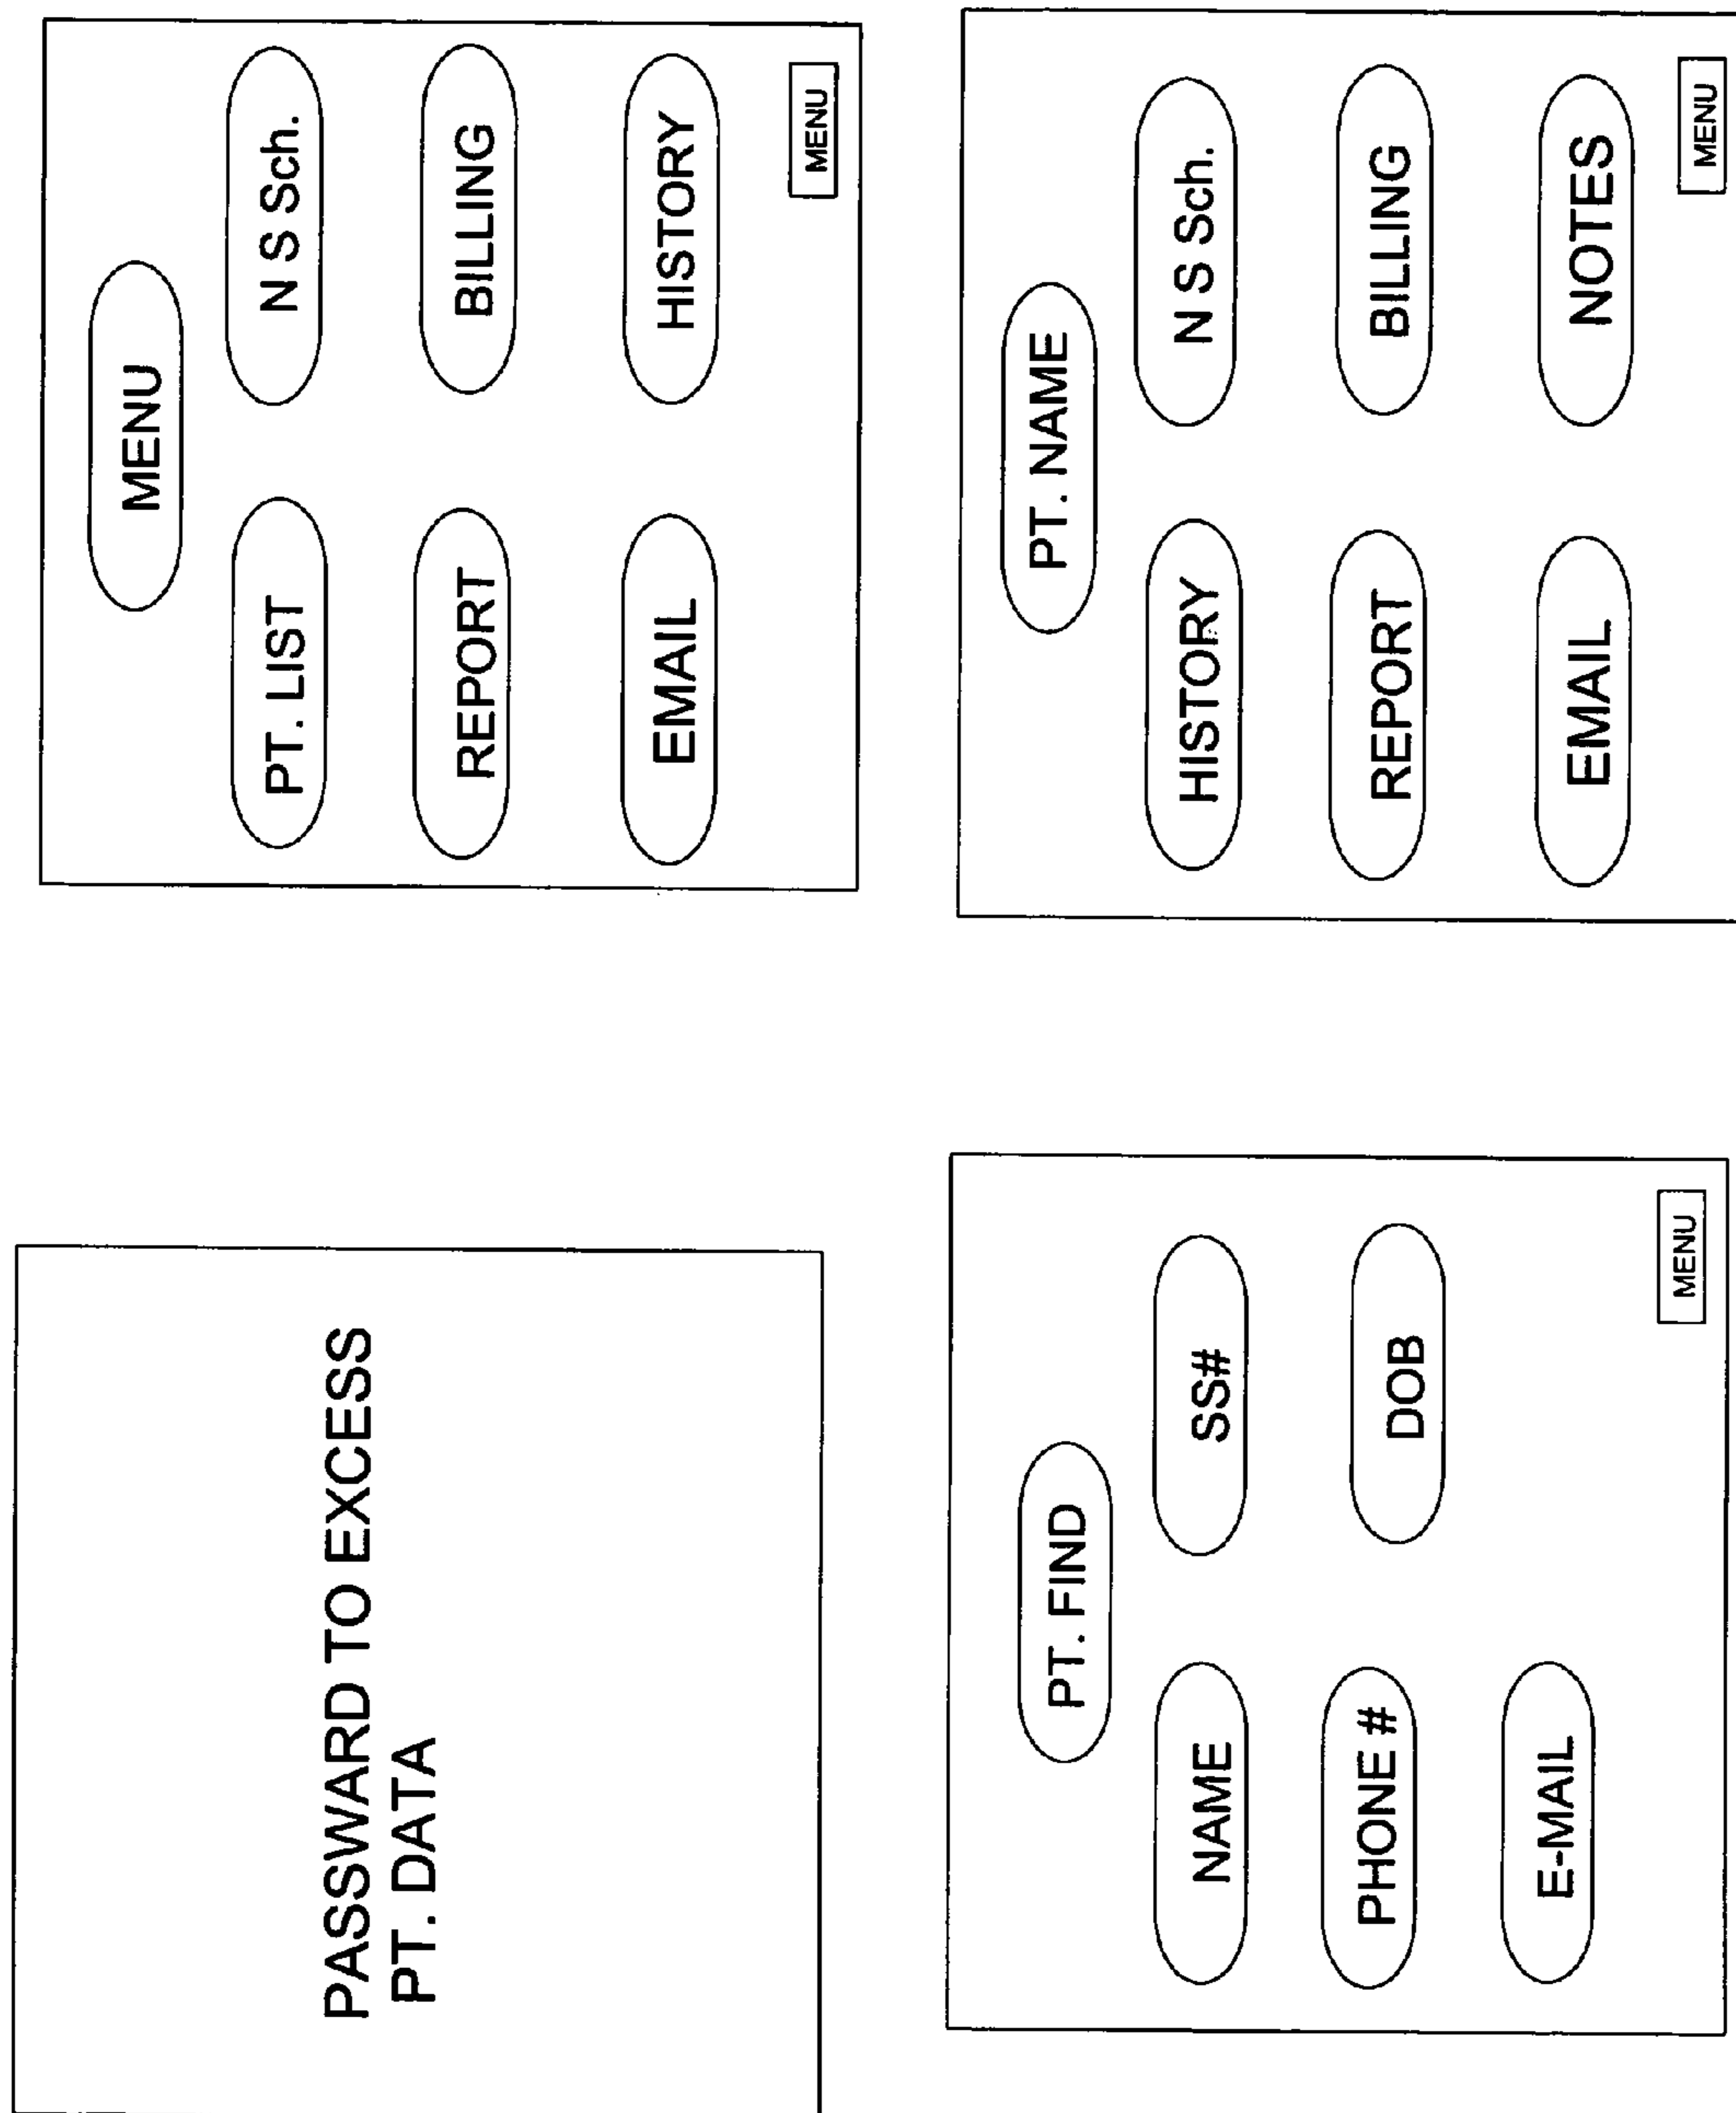 PASSWARD TO EXCESS
PT. DATA
MENU
PT. LIST
N S Sch.
REPORT
BILLING
EMAIL
HISTORY
MENU
PT. FIND
NAME
SS#
PHONE #
DOB
E-MAIL
MENU
PT. NAME
HISTORY
N S Sch.
REPORT
BILLING
EMAIL
NOTES
MENU